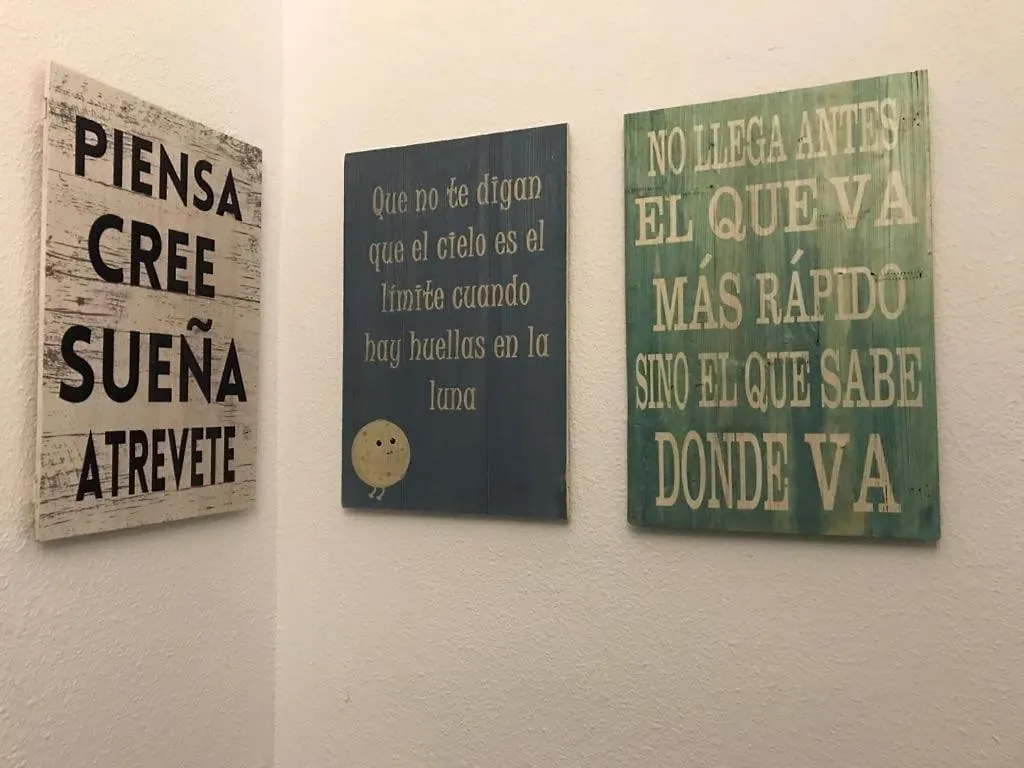 PIENSA
CREE
SUEÑA
ATREVETE
Que no te digan
que el cielo es el
límite cuando
hay huellas en la
luna
NO LLEGA ANTES
EL QUE VA
MÁS RÁPIDO
SINO EL QUE SABE
DONDE VA